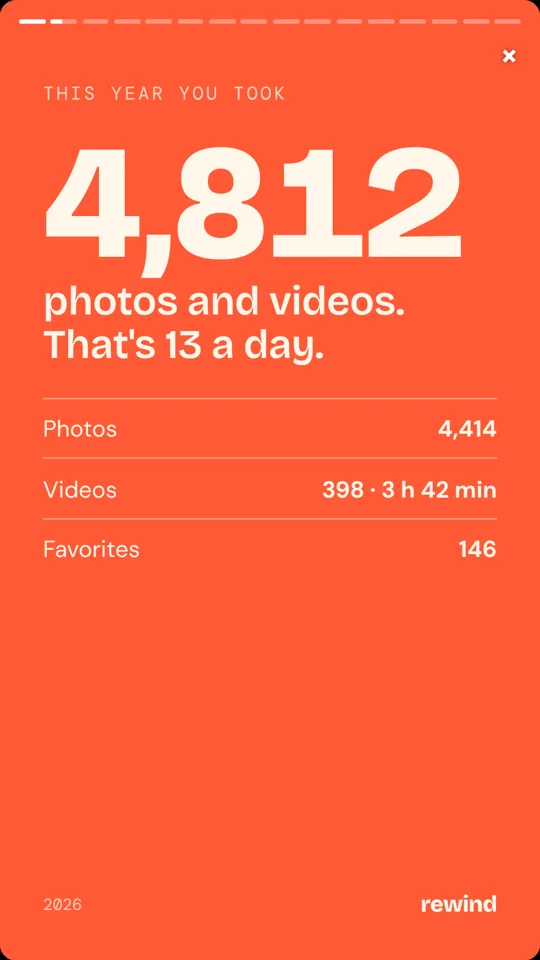 THIS YEAR YOU TOOK
4,812
photos and videos.
That's 13 a day.
Photos 4,414
Videos 398 · 3 h 42 min
Favorites 146
2026 rewind